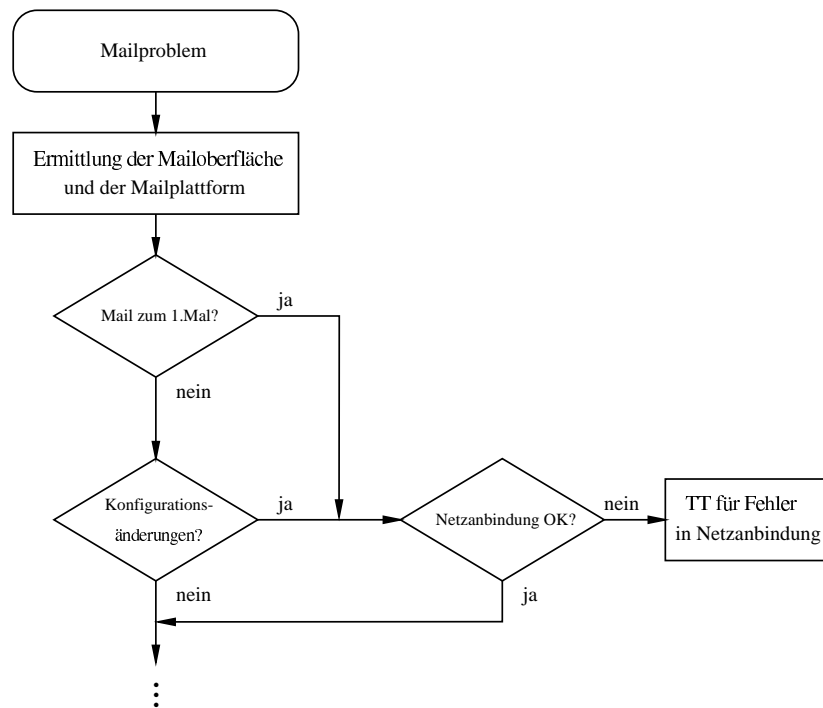 Mailproblem
Ermittlung der Mailoberfläche
und der Mailplattform
Mail zum 1.Mal?
ja
nein
Konfigurations-
änderungen?
ja
Netzanbindung OK?
nein
TT für Fehler
in Netzanbindung
nein
ja